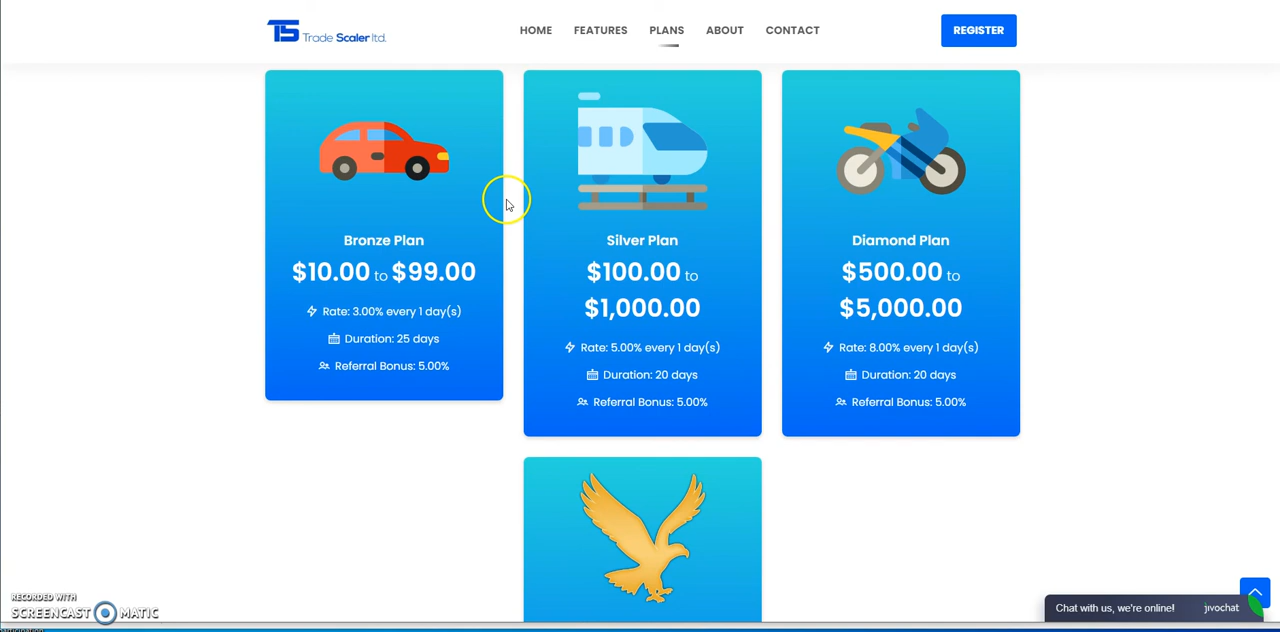 TS Trade Scaler ltd.
HOME FEATURES PLANS ABOUT CONTACT
REGISTER
Bronze Plan
$10.00 to $99.00
Rate: 3.00% every 1 day(s)
Duration: 25 days
Referral Bonus: 5.00%
Silver Plan
$100.00 to
$1,000.00
Rate: 5.00% every 1 day(s)
Duration: 20 days
Referral Bonus: 5.00%
Diamond Plan
$500.00 to
$5,000.00
Rate: 8.00% every 1 day(s)
Duration: 20 days
Referral Bonus: 5.00%
RECORDED WITH
SCREENCAST MATIC
Chat with us, we're online! jivochat